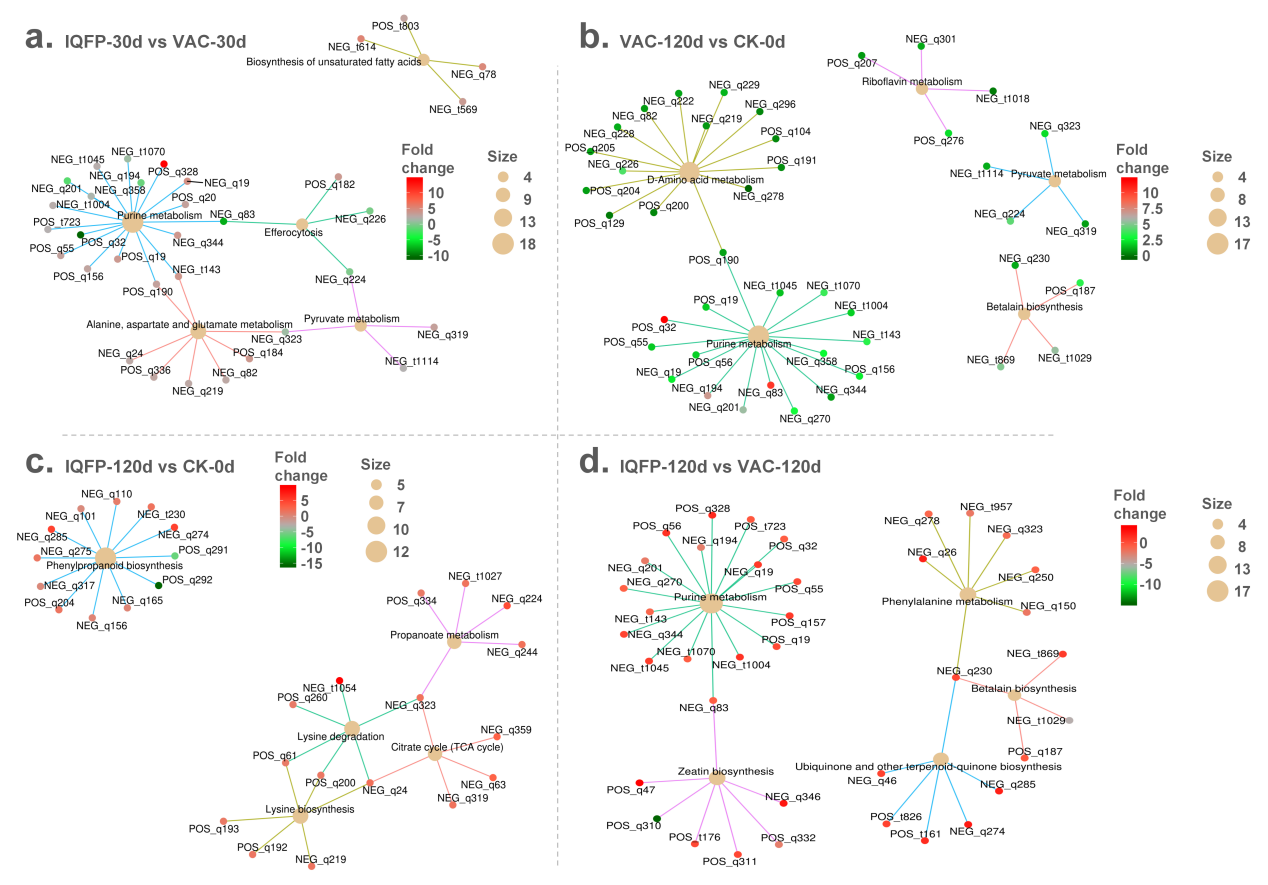 a. IQFP-30d vs VAC-30d
POS_t803
NEG_t614
Biosynthesis of unsaturated fatty acids
NEG_q78
NEG_t569
NEG_t1070
NEG_t1045
POS_q328
NEG_q194
NEG_q201
NEG_q358
NEG_q19
POS_q20
NEG_t1004
Purine metabolism
NEG_q83
POS_t723
POS_q32
NEG_q344
POS_q55
POS_q19
POS_q156
NEG_t143
POS_q190
POS_q182
NEG_q226
Efferocytosis
NEG_q224
Alanine, aspartate and glutamate metabolism
Pyruvate metabolism
NEG_q323
NEG_q319
NEG_q24
POS_q184
NEG_t1114
POS_q336
NEG_q82
NEG_q219
Fold
change
10
5
0
-5
-10
Size
4
9
13
18
b. VAC-120d vs CK-0d
NEG_q301
POS_q207
Riboflavin metabolism
NEG_t1018
POS_q276
NEG_q229
NEG_q222
NEG_q296
NEG_q82
NEG_q219
NEG_q228
POS_q104
POS_q205
NEG_q226
POS_q191
D-Amino acid metabolism
POS_q204
NEG_q278
POS_q200
POS_q129
POS_q190
NEG_q323
NEG_t1114
Pyruvate metabolism
NEG_q224
NEG_q319
NEG_q230
POS_q187
Betalain biosynthesis
NEG_t869
NEG_t1029
NEG_t1045
NEG_t1070
POS_q19
NEG_t1004
POS_q32
NEG_t143
POS_q55
Purine metabolism
POS_q56
NEG_q358
NEG_q19
POS_q156
NEG_q194
NEG_q83
NEG_q344
NEG_q201
NEG_q270
Fold
change
10
7.5
5
2.5
0
Size
4
8
13
17
c. IQFP-120d vs CK-0d
NEG_q110
NEG_q101
NEG_t230
NEG_q285
NEG_q274
NEG_q275
POS_q291
Phenylpropanoid biosynthesis
POS_q292
NEG_q317
POS_q204
NEG_q165
NEG_q156
Fold
change
5
0
-5
-10
-15
Size
5
7
10
12
NEG_t1027
POS_q334
NEG_q224
Propanoate metabolism
NEG_q244
NEG_t1054
POS_q260
NEG_q323
Lysine degradation
NEG_q359
Citrate cycle (TCA cycle)
POS_q61
POS_q200
NEG_q24
NEG_q63
NEG_q319
Lysine biosynthesis
POS_q193
POS_q192
NEG_q219
d. IQFP-120d vs VAC-120d
POS_q328
POS_q56
POS_t723
NEG_q194
POS_q32
NEG_q201
NEG_q19
NEG_q270
POS_q55
Purine metabolism
NEG_t143
POS_q157
NEG_q344
POS_q19
NEG_t1070
NEG_t1045
NEG_t1004
NEG_q83
Zeatin biosynthesis
POS_q47
NEG_q346
POS_q310
POS_t176
POS_q332
POS_q311
NEG_t957
NEG_q278
NEG_q323
NEG_q26
NEG_q250
Phenylalanine metabolism
NEG_q150
NEG_t869
NEG_q230
Betalain biosynthesis
NEG_t1029
POS_q187
Ubiquinone and other terpenoid-quinone biosynthesis
NEG_q46
NEG_q285
POS_t826
POS_t161
NEG_q274
Fold
change
0
-5
-10
Size
4
8
13
17